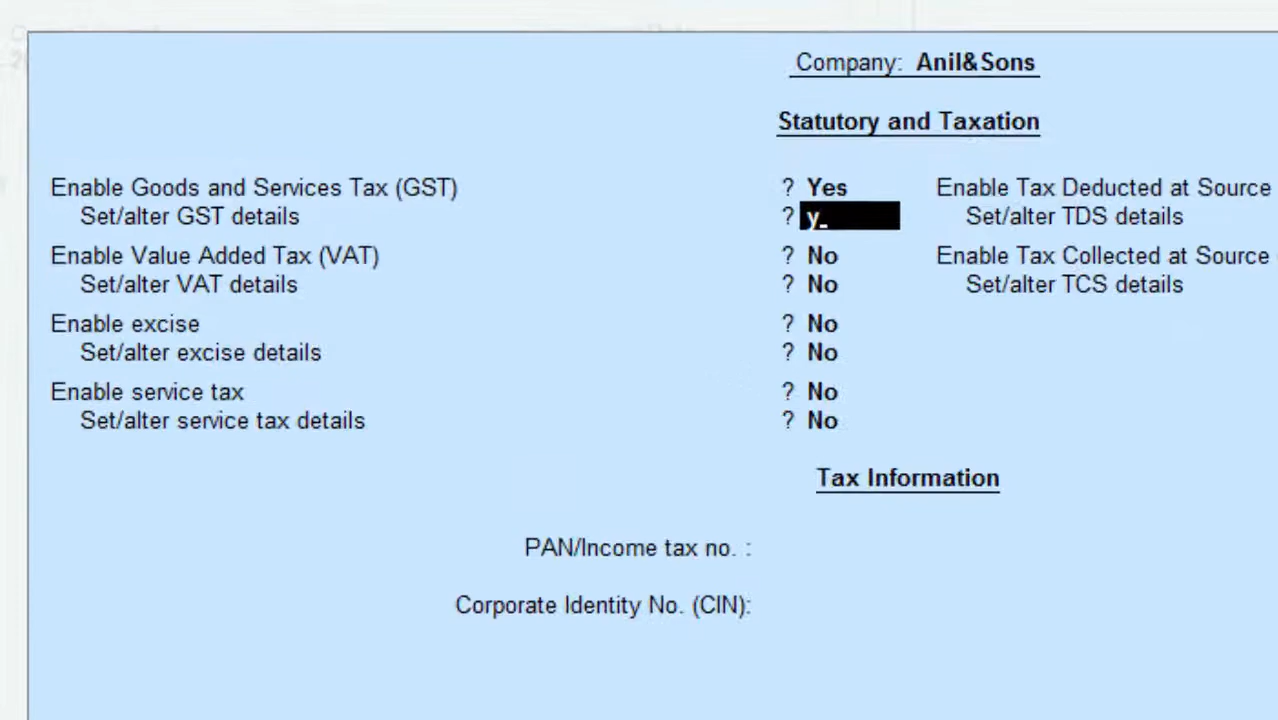 Company: Anil&Sons
Statutory and Taxation
Enable Goods and Services Tax (GST) ? Yes Enable Tax Deducted at Source
Set/alter GST details ? y Set/alter TDS details
Enable Value Added Tax (VAT) ? No Enable Tax Collected at Source
Set/alter VAT details ? No Set/alter TCS details
Enable excise ? No
Set/alter excise details ? No
Enable service tax ? No
Set/alter service tax details ? No
Tax Information
PAN/Income tax no. :
Corporate Identity No. (CIN):